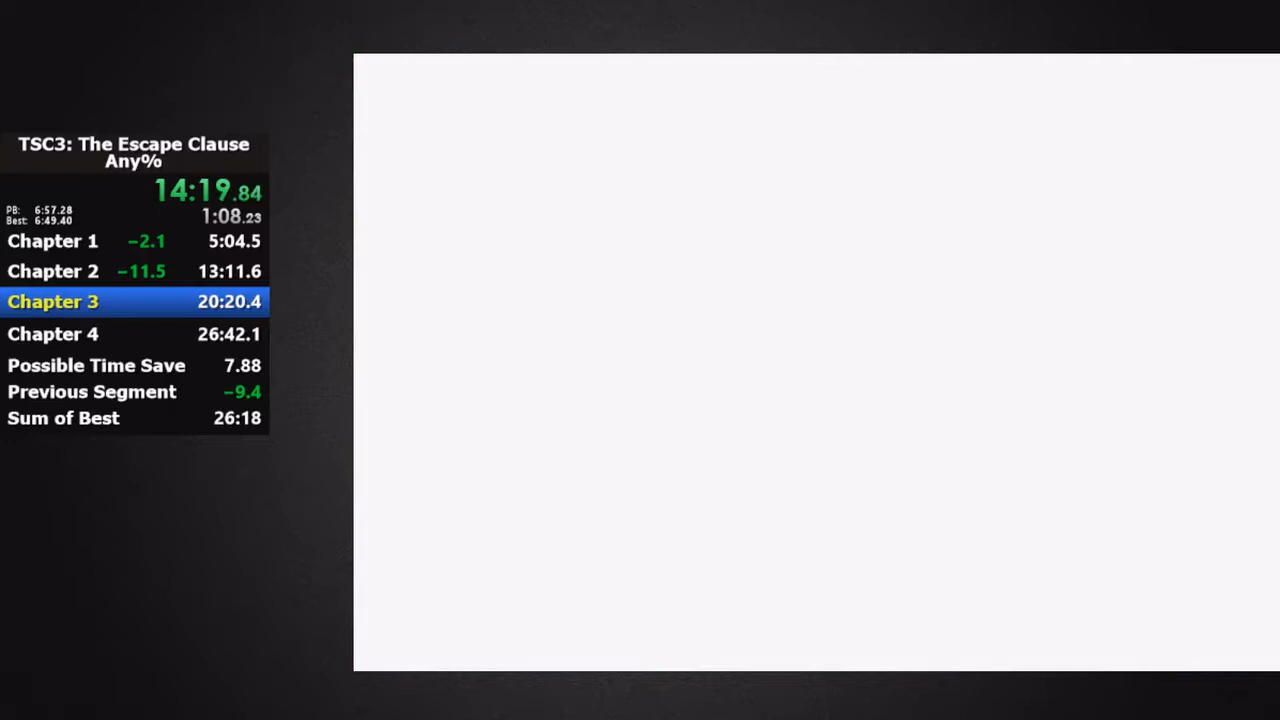 TSC3: The Escape Clause
Any%
14:19.84
PB: 6:57.28
Best: 6:49.40
1:08.23
Chapter 1 -2.1 5:04.5
Chapter 2 -11.5 13:11.6
Chapter 3 20:20.4
Chapter 4 26:42.1
Possible Time Save 7.88
Previous Segment -9.4
Sum of Best 26:18